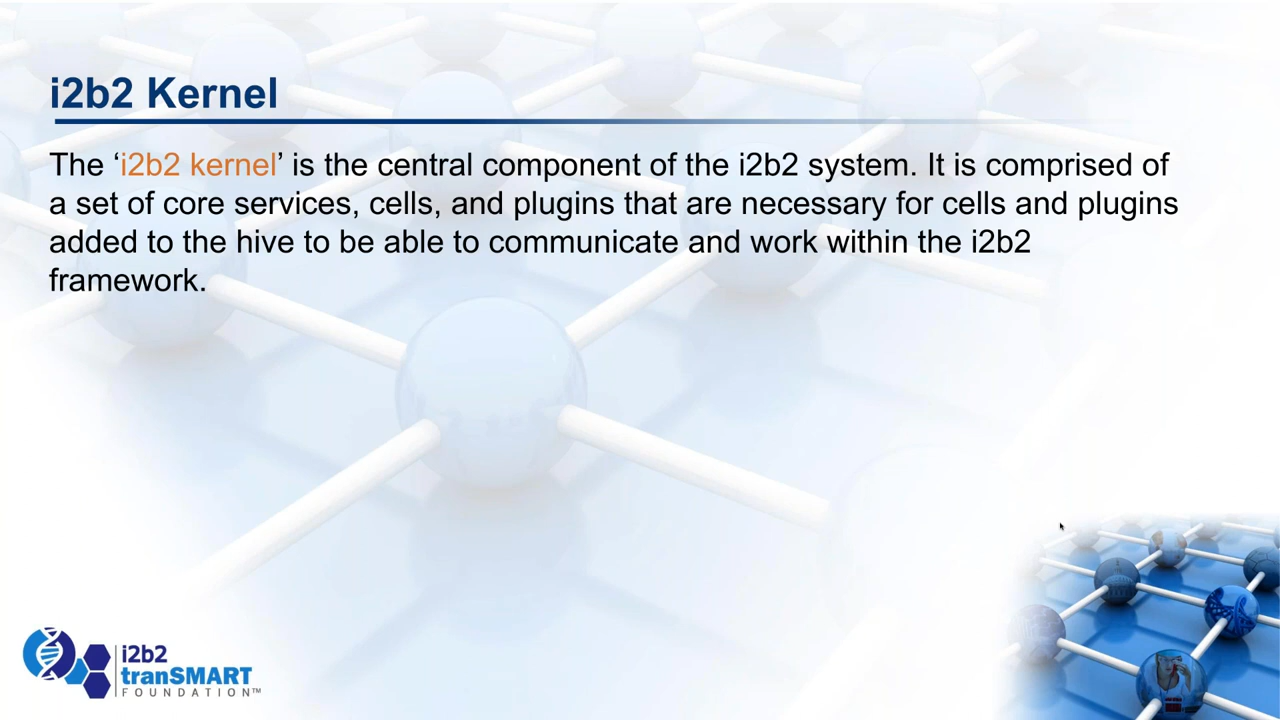 i2b2 Kernel
The ‘i2b2 kernel’ is the central component of the i2b2 system. It is comprised of
a set of core services, cells, and plugins that are necessary for cells and plugins
added to the hive to be able to communicate and work within the i2b2
framework.
i2b2
tranSMART
FOUNDATION™